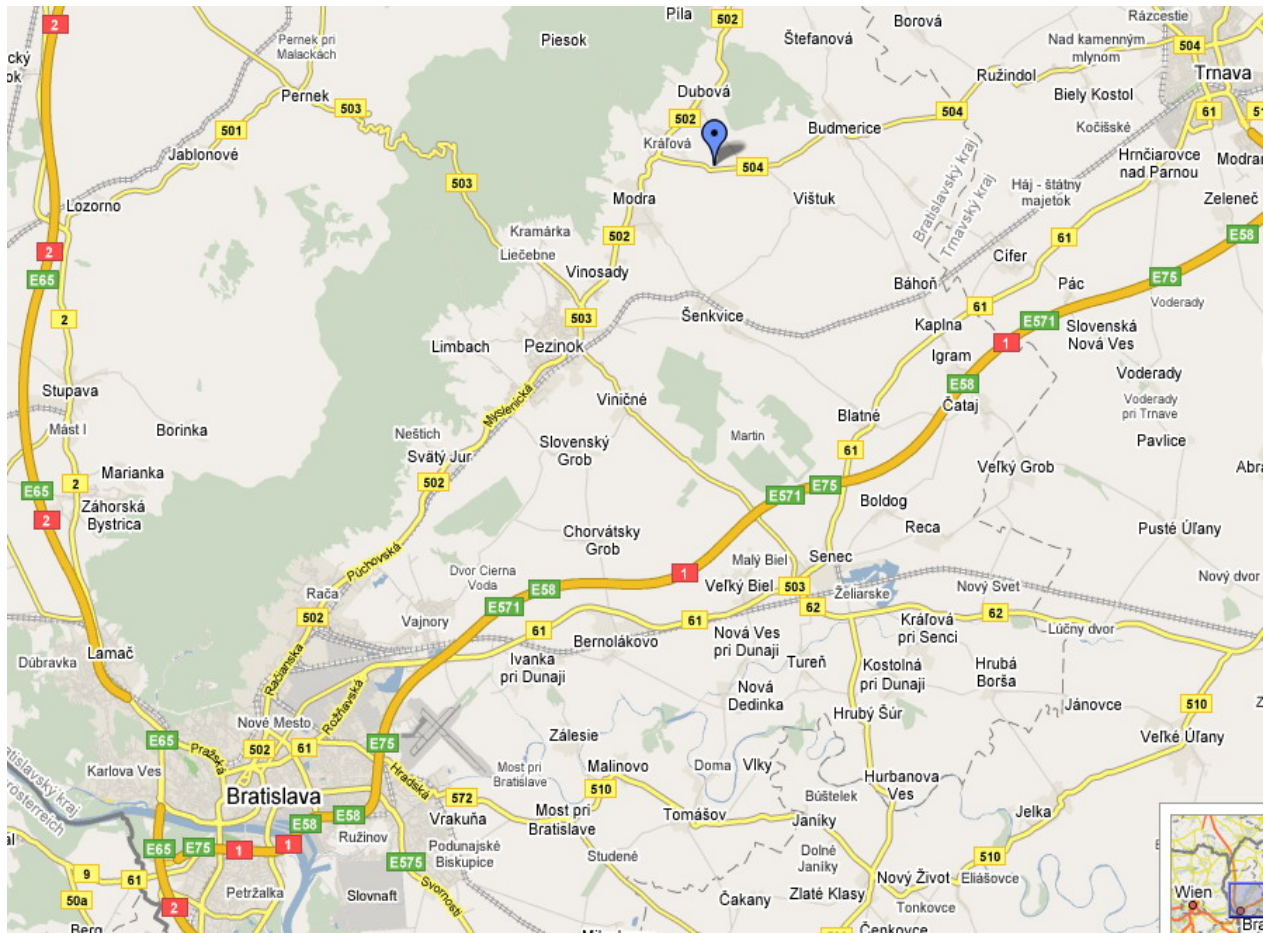 2
Píla
502
Borová
Rázcestie
Pernek pri
Malackách
Piesok
Štefanová
Nad kamenným
mlynom
504
Trnava
Ružindol
Pernek
503
Dubová
502
Biely Kostol
504
61
Budmerice
Kočišské
501
Kráľová
Jablonové
504
Hrnčiarovce
nad Parnou
Modran
503
Háj - štátny
majetok
Bratislavský kraj
Trnavský kraj
Modra
Vištuk
Zeleneč
Lozorno
Kramárka
502
61
E58
2
Liečebne
Cífer
E65
Vinosady
Báhoň
Pác
E75
61
Voderady
2
503
Šenkvice
Kaplna
E571
Slovenská
Nová Ves
Limbach
Pezinok
1
Igram
Voderady
Stupava
E58
Viničné
Čataj
Voderady
pri Trnave
Myslenická
Blatné
Mást I
Borinka
Neštich
Martin
Pavlice
Slovenský
Grob
61
Svätý Jur
Marianka
Veľký Grob
Abra
2
502
E75
E65
E571
Záhorská
Bystrica
Boldog
2
Reca
Pusté Úľany
Chorvátsky
Grob
Púchovská
Malý Biel
Senec
Dvor Cierna
Voda
1
Nový dvor
Rača
E58
Veľký Biel
503
Želiarske
Nový Svet
E571
62
62
502
Vajnory
61
Kráľová
pri Senci
61
Lúčny dvor
Bernolákovo
Nová Ves
pri Dunaji
Lamač
Ivanka
pri Dunaji
Tureň
Kostolná
pri Dunaji
Hrubá
Borša
Dúbravka
Račianska
Nová
Dedinka
Rožňavská
Jánovce
510
Nové Mesto
Hrubý Šúr
E65
502
61
E75
Zálesie
Veľké Úľany
Pražská
Most pri
Bratislave
Malinovo
Doma
Vlky
Karlova Ves
Hradská
Hurbanova
Ves
Bratislavský kraj
Bratislava
572
510
Búštelek
Jelka
E58
E58
Vrakuňa
Most pri
Bratislave
Tomášov
Janíky
Ružinov
E65
E75
1
1
Podunajské
Biskupice
Dolné
Janíky
510
E575
Studené
9
61
Nový Život
Eliášovce
Wien
50a
Petržalka
Slovnaft
Svornosti
Čakany
Zlaté Klasy
Tonkovce
2
Berg
Čenkovce